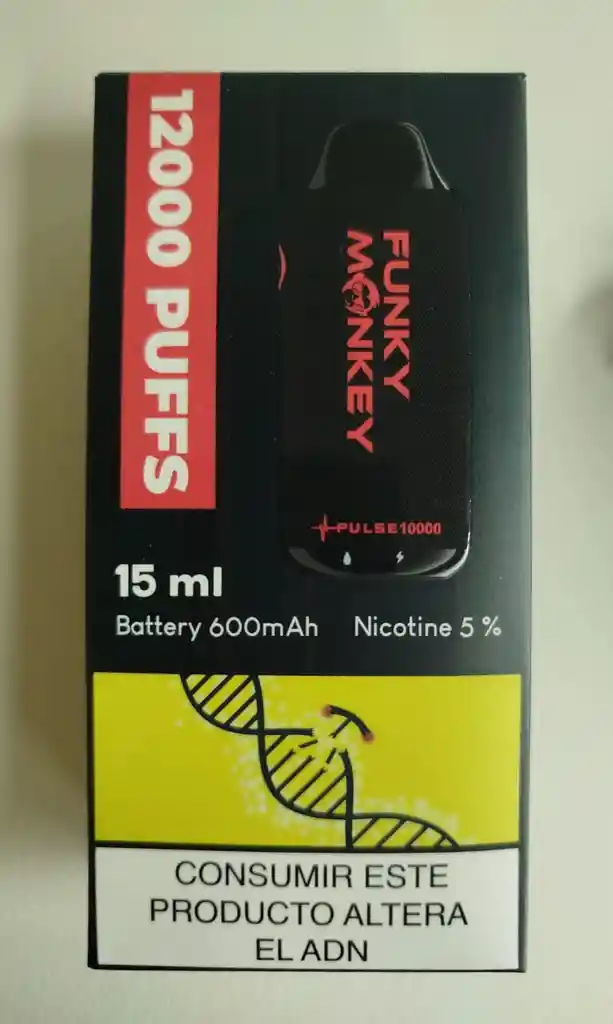 12000 PUFFS
FUNKY
MONKEY
PULSE10000
15 ml
Battery 600mAh Nicotine 5 %
CONSUMIR ESTE
PRODUCTO ALTERA
EL ADN